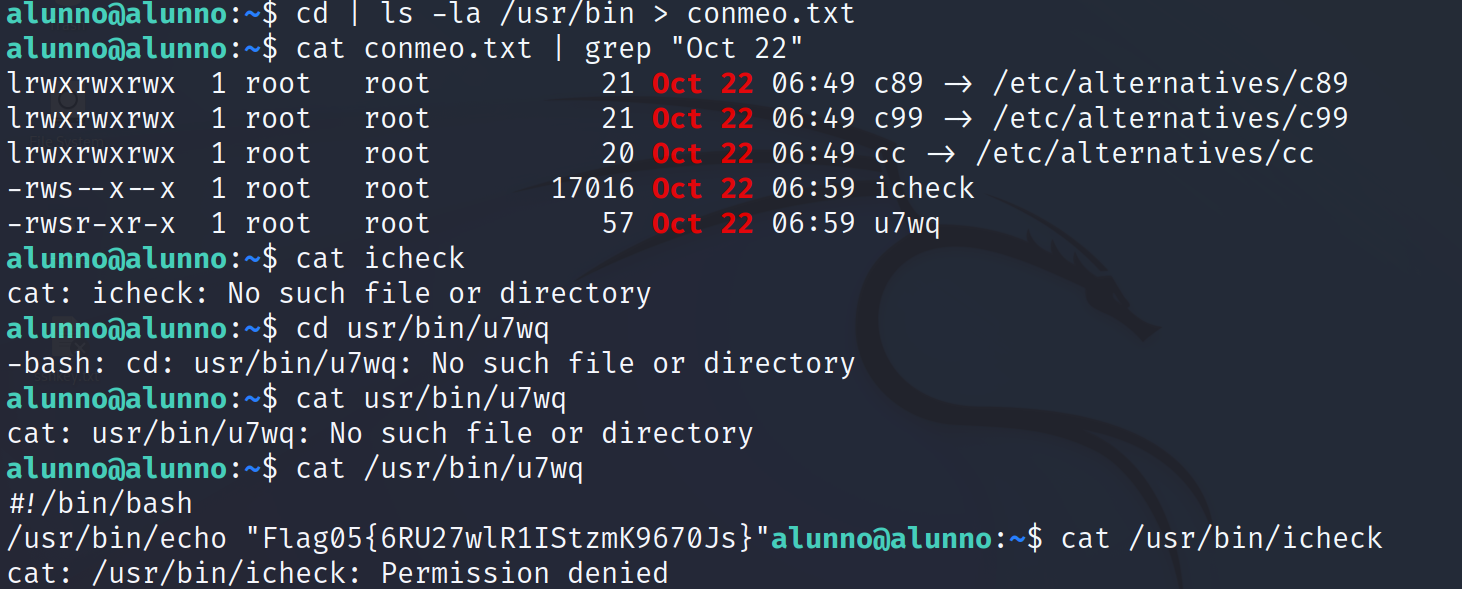 alunno@alunno:~$ cd | ls -la /usr/bin > conmeo.txt
alunno@alunno:~$ cat conmeo.txt | grep "Oct 22"
lrwxrwxrwx  1 root   root          21 Oct 22 06:49 c89 -> /etc/alternatives/c89
lrwxrwxrwx  1 root   root          21 Oct 22 06:49 c99 -> /etc/alternatives/c99
lrwxrwxrwx  1 root   root          20 Oct 22 06:49 cc -> /etc/alternatives/cc
-rws--x--x  1 root   root       17016 Oct 22 06:59 icheck
-rwsr-xr-x  1 root   root          57 Oct 22 06:59 u7wq
alunno@alunno:~$ cat icheck
cat: icheck: No such file or directory
alunno@alunno:~$ cd usr/bin/u7wq
-bash: cd: usr/bin/u7wq: No such file or directory
alunno@alunno:~$ cat usr/bin/u7wq
cat: usr/bin/u7wq: No such file or directory
alunno@alunno:~$ cat /usr/bin/u7wq
#!/bin/bash
/usr/bin/echo "Flag05{6RU27wlR1IStzmK9670Js}"alunno@alunno:~$ cat /usr/bin/icheck
cat: /usr/bin/icheck: Permission denied